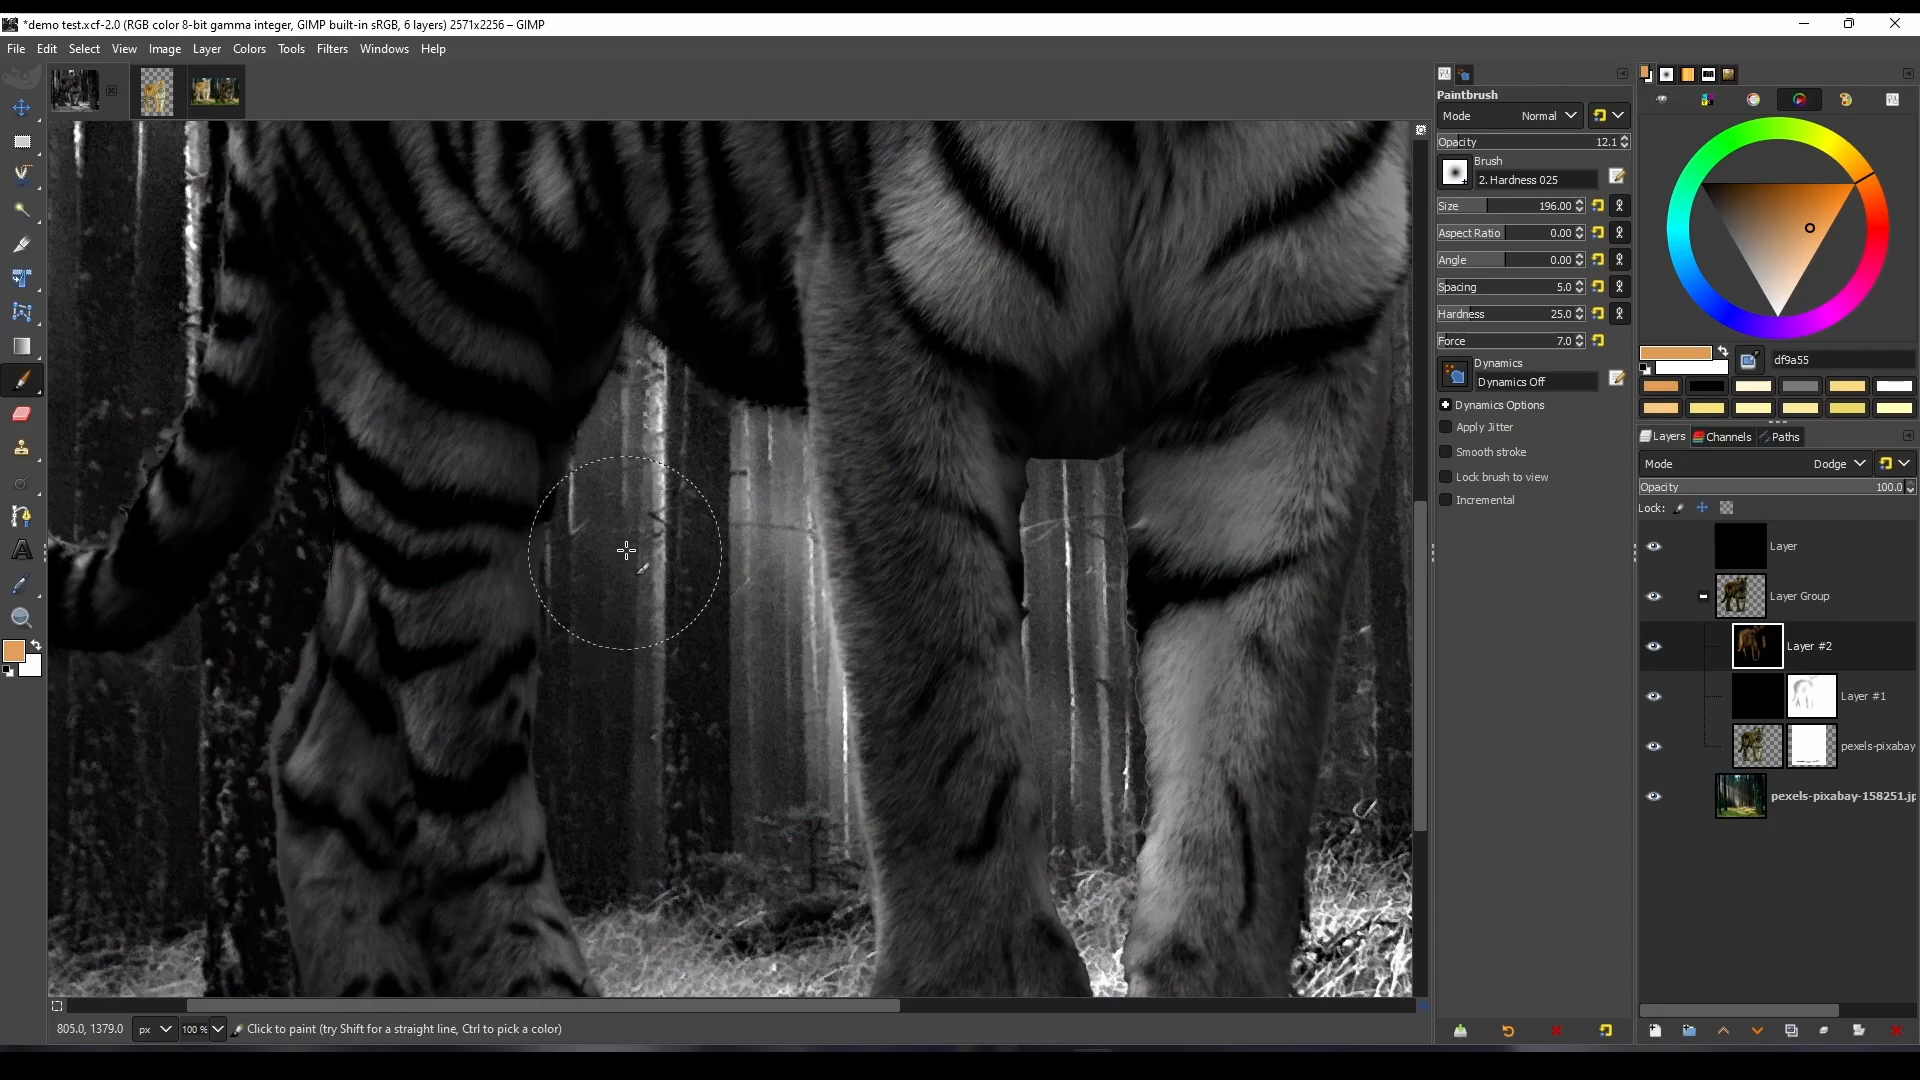 *demo test.xcf-2.0 (RGB color 8-bit gamma integer, GIMP built-in sRGB, 6 layers) 2571x2256 – GIMP
File Edit Select View Image Layer Colors Tools Filters Windows Help
Paintbrush
Mode Normal
Opacity 12.1
Brush
2. Hardness 025
Size 196.00
Aspect Ratio 0.00
Angle 0.00
Spacing 5.0
Hardness 25.0
Force 7.0
Dynamics
Dynamics Off
Dynamics Options
Apply Jitter
Smooth stroke
Lock brush to view
Incremental
df9a55
Layers Channels Paths
Mode Dodge
Opacity 100.0
Lock:
Layer
Layer Group
Layer #2
Layer #1
pexels-pixabay
pexels-pixabay-158251.jp
805.0, 1379.0 px 100 % Click to paint (try Shift for a straight line, Ctrl to pick a color)